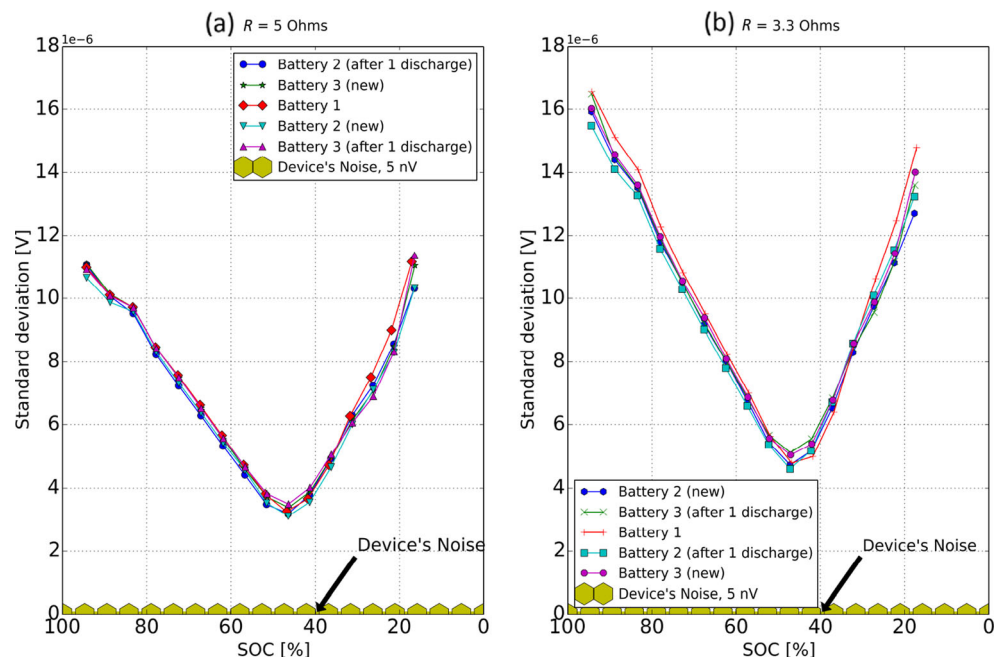 (a) R = 5 Ohms
1e-6
Standard deviation [V]
18
16
14
12
10
8
6
4
2
0
Battery 2 (after 1 discharge)
Battery 3 (new)
Battery 1
Battery 2 (new)
Battery 3 (after 1 discharge)
Device's Noise, 5 nV
Device's Noise
100 80 60 40 20 0
SOC [%]
(b) R = 3.3 Ohms
1e-6
Standard deviation [V]
18
16
14
12
10
8
6
4
2
0
Battery 2 (new)
Battery 3 (after 1 discharge)
Battery 1
Battery 2 (after 1 discharge)
Battery 3 (new)
Device's Noise, 5 nV
Device's Noise
100 80 60 40 20 0
SOC [%]